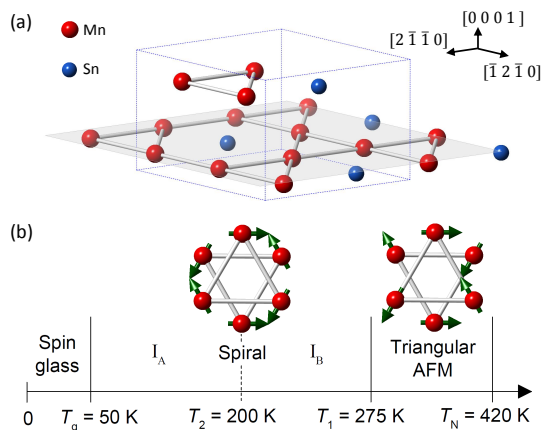 (a)
Mn
Sn
[0 0 0 1]
[2 1̅ 1̅ 0]
[1̅ 2 1̅ 0]
(b)
Spin glass
I_A
Spiral
I_B
Triangular AFM
0
T_g = 50 K
T_2 = 200 K
T_1 = 275 K
T_N = 420 K